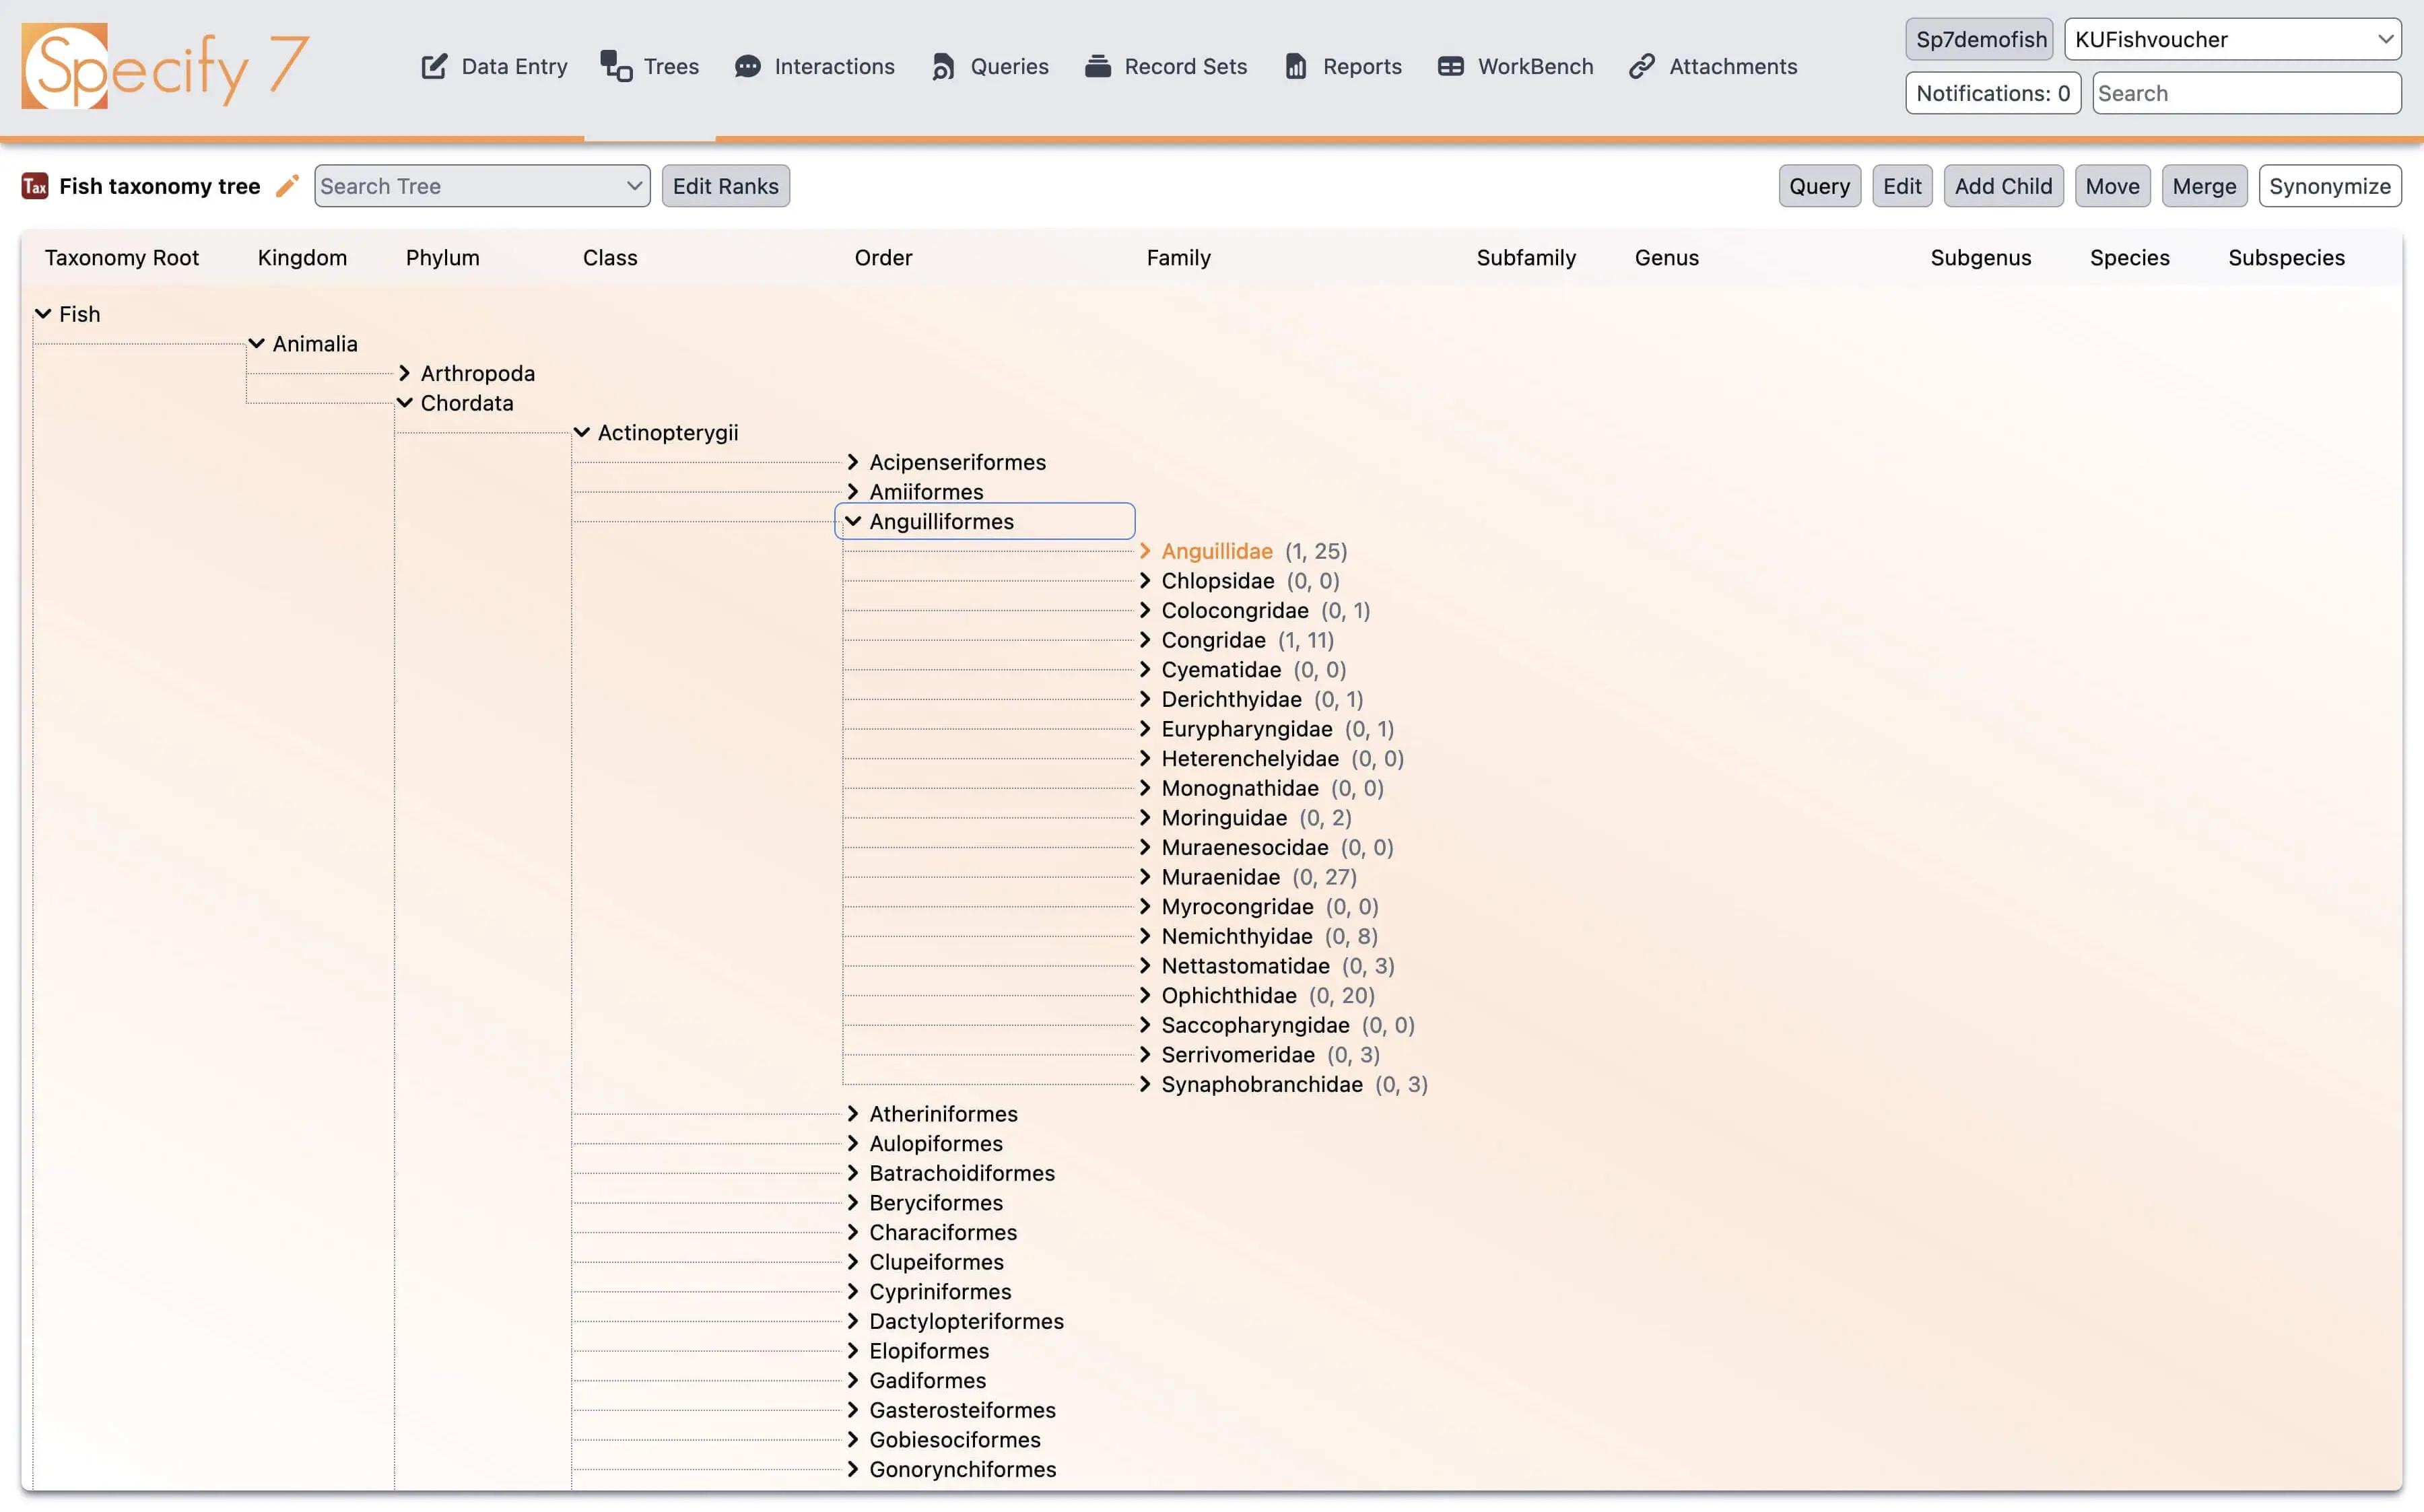 Specify 7
Data Entry Trees Interactions Queries Record Sets Reports WorkBench Attachments
Sp7demofish KUFishvoucher
Notifications: 0 Search
Tax Fish taxonomy tree Search Tree Edit Ranks Query Edit Add Child Move Merge Synonymize
Taxonomy Root Kingdom Phylum Class Order Family Subfamily Genus Subgenus Species Subspecies
Fish
Animalia
Arthropoda
Chordata
Actinopterygii
Acipenseriformes
Amiiformes
Anguilliformes
Anguillidae (1, 25)
Chlopsidae (0, 0)
Colocongridae (0, 1)
Congridae (1, 11)
Cyematidae (0, 0)
Derichthyidae (0, 1)
Eurypharyngidae (0, 1)
Heterenchelyidae (0, 0)
Monognathidae (0, 0)
Moringuidae (0, 2)
Muraenesocidae (0, 0)
Muraenidae (0, 27)
Myrocongridae (0, 0)
Nemichthyidae (0, 8)
Nettastomatidae (0, 3)
Ophichthidae (0, 20)
Saccopharyngidae (0, 0)
Serrivomeridae (0, 3)
Synaphobranchidae (0, 3)
Atheriniformes
Aulopiformes
Batrachoidiformes
Beryciformes
Characiformes
Clupeiformes
Cypriniformes
Dactylopteriformes
Elopiformes
Gadiformes
Gasterosteiformes
Gobiesociformes
Gonorynchiformes